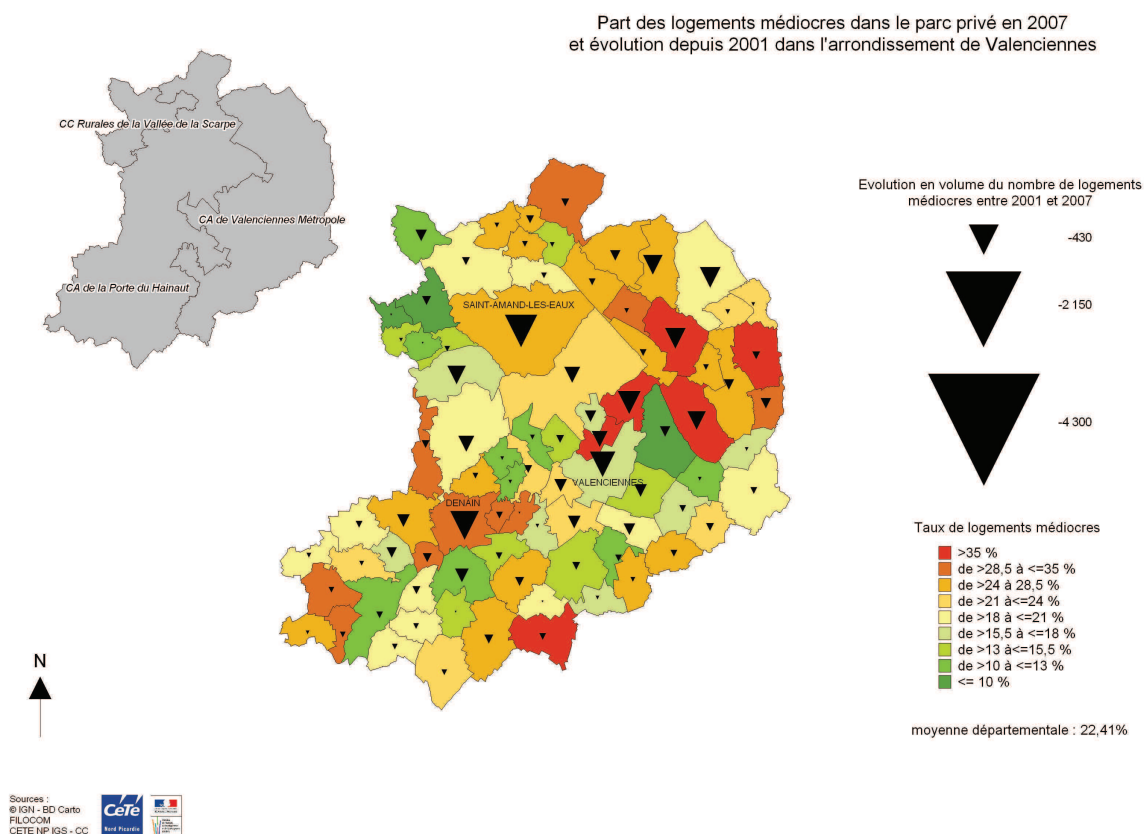 Part des logements médiocres dans le parc privé en 2007
et évolution depuis 2001 dans l'arrondissement de Valenciennes
CC Rurales de la Vallée de la Scarpe
CA de Valenciennes Métropole
CA de la Porte du Hainaut
SAINT-AMAND-LES-EAUX
VALENCIENNES
DENAIN
Evolution en volume du nombre de logements
médiocres entre 2001 et 2007
-430
-2 150
-4 300
Taux de logements médiocres
>35 %
de >28,5 à <=35 %
de >24 à 28,5 %
de >21 à<=24 %
de >18 à <=21 %
de >15,5 à <=18 %
de >13 à<=15,5 %
de >10 à <=13 %
<= 10 %
moyenne départementale : 22,41%
N
Sources :
© IGN - BD Carto
FILOCOM
CETE NP IGS - CC
CeTe
Nord Picardie